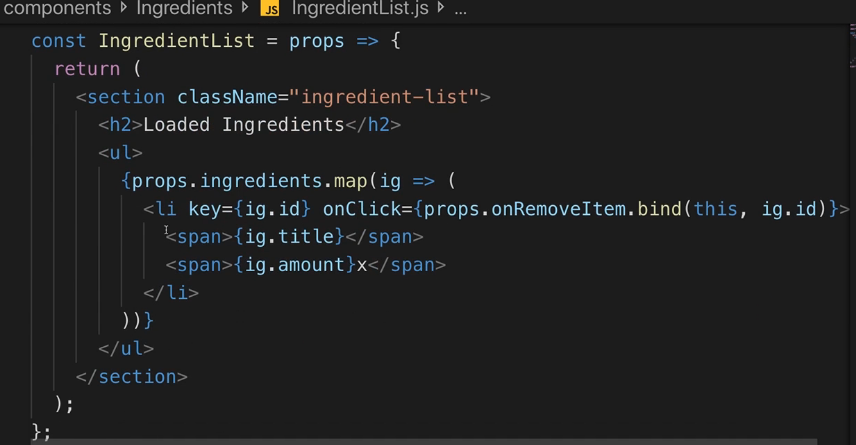 components > Ingredients > JS IngredientList.js > ...
const IngredientList = props => {
return (
<section className="ingredient-list">
<h2>Loaded Ingredients</h2>
<ul>
{props.ingredients.map(ig => (
<li key={ig.id} onClick={props.onRemoveItem.bind(this, ig.id)}>
<span>{ig.title}</span>
<span>{ig.amount}x</span>
</li>
))}
</ul>
</section>
);
};